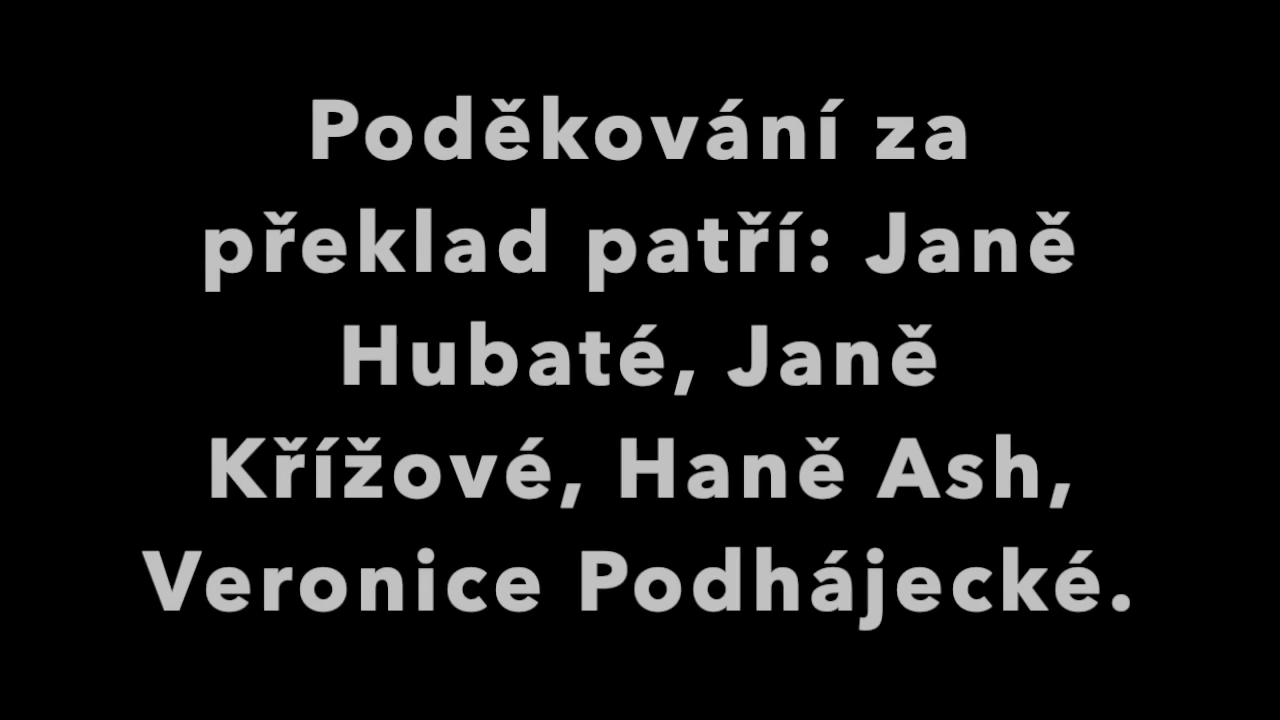 Poděkování za
překlad patří: Janě
Hubaté, Janě
Křížové, Haně Ash,
Veronice Podhájecké.